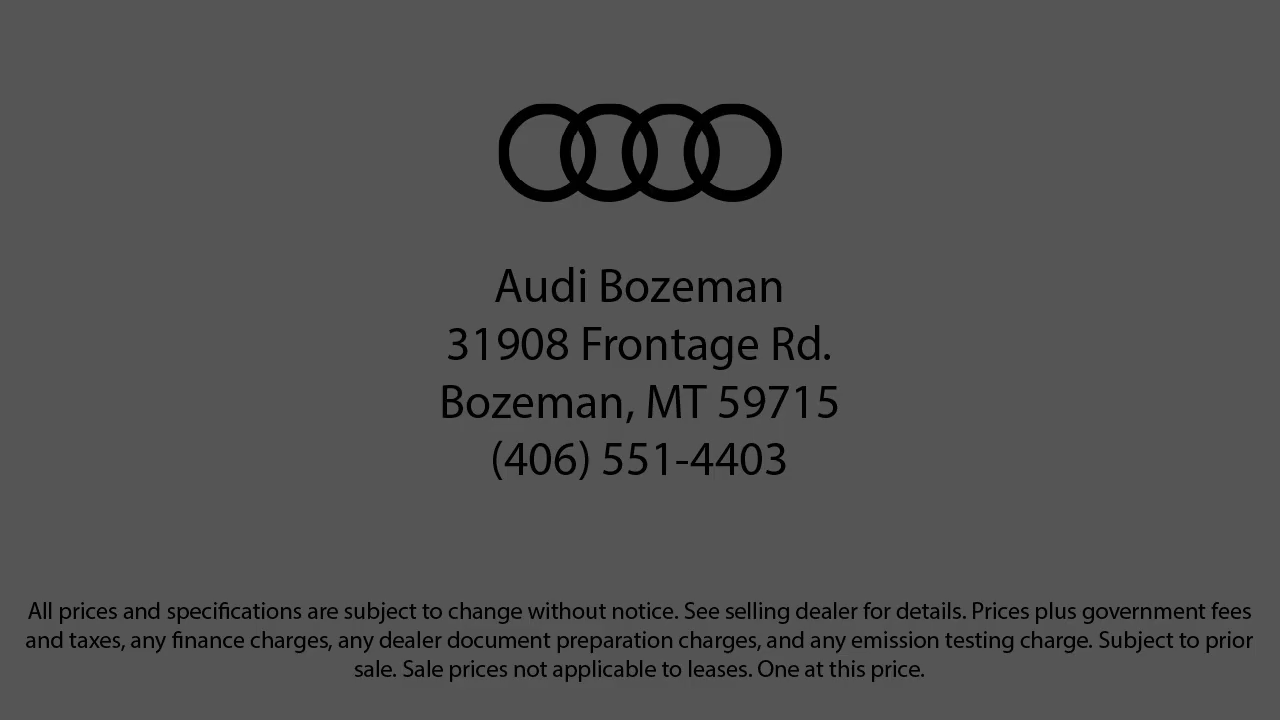 Audi Bozeman
31908 Frontage Rd.
Bozeman, MT 59715
(406) 551-4403
All prices and specifications are subject to change without notice. See selling dealer for details. Prices plus government fees
and taxes, any finance charges, any dealer document preparation charges, and any emission testing charge. Subject to prior
sale. Sale prices not applicable to leases. One at this price.